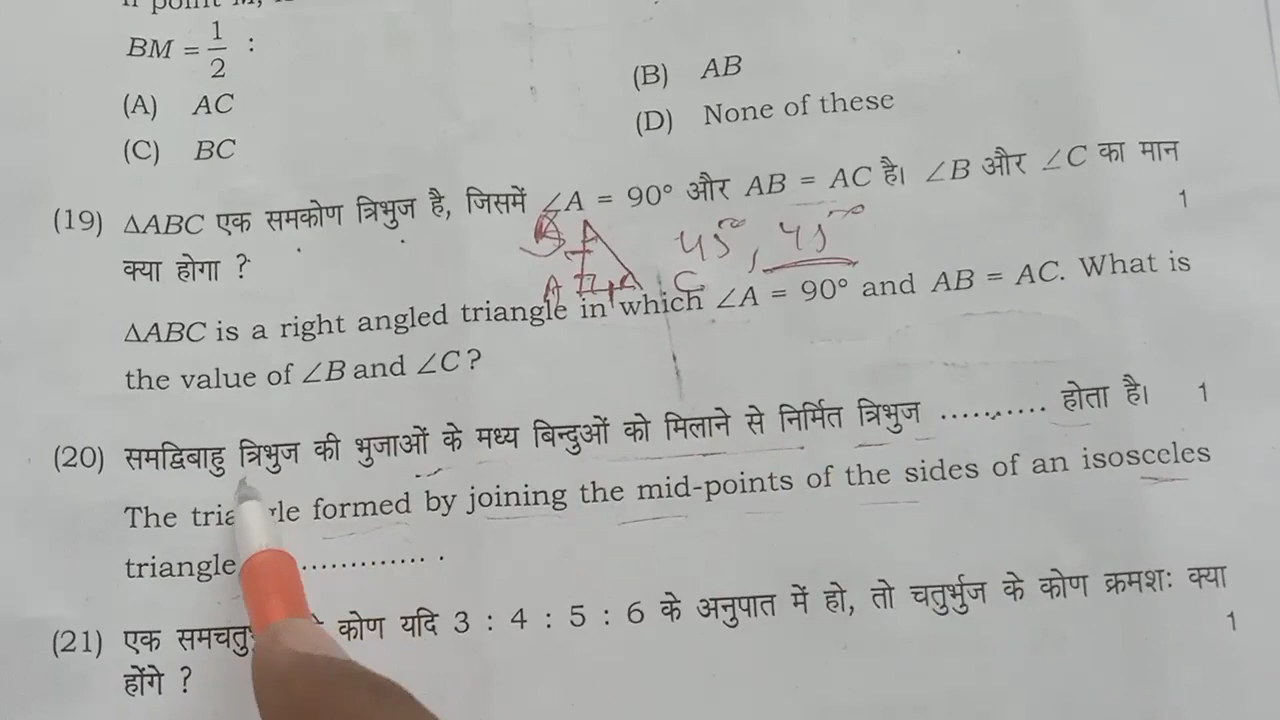 BM = 1/2 :
(A) AC (B) AB
(C) BC (D) None of these
(19) ΔABC एक समकोण त्रिभुज है, जिसमें ∠A = 90° और AB = AC है। ∠B और ∠C का मान 1
क्या होगा ?
A 45°, 45°
A C
ΔABC is a right angled triangle in which ∠A = 90° and AB = AC. What is
the value of ∠B and ∠C ?
(20) समद्विबाहु त्रिभुज की भुजाओं के मध्य बिन्दुओं को मिलाने से निर्मित त्रिभुज .......... होता है। 1
The formed by joining the mid-points of the sides of an isosceles
triangle .............. .
(21) एक कोण यदि 3 : 4 : 5 : 6 के अनुपात में हो, तो चतुर्भुज के कोण क्रमशः क्या 1
होंगे ?